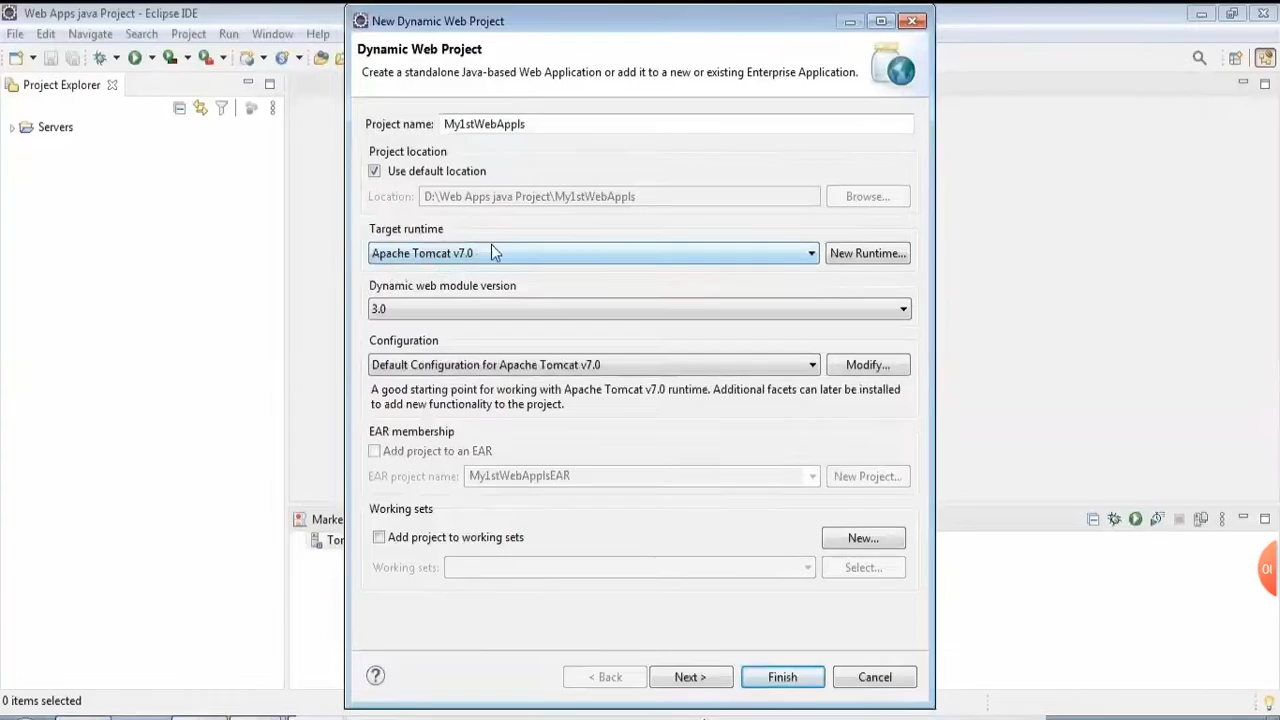 Web Apps java Project - Eclipse IDE
File Edit Navigate Search Project Run Window Help
Project Explorer
Servers
New Dynamic Web Project
Dynamic Web Project
Create a standalone Java-based Web Application or add it to a new or existing Enterprise Application.
Project name: My1stWebAppls
Project location
Use default location
Location: D:\Web Apps java Project\My1stWebAppls Browse...
Target runtime
Apache Tomcat v7.0 New Runtime...
Dynamic web module version
3.0
Configuration
Default Configuration for Apache Tomcat v7.0 Modify...
A good starting point for working with Apache Tomcat v7.0 runtime. Additional facets can later be installed
to add new functionality to the project.
EAR membership
Add project to an EAR
EAR project name: My1stWebApplsEAR New Project...
Working sets
Add project to working sets New...
Working sets: Select...
? < Back Next > Finish Cancel
Marke
Tor
0 items selected